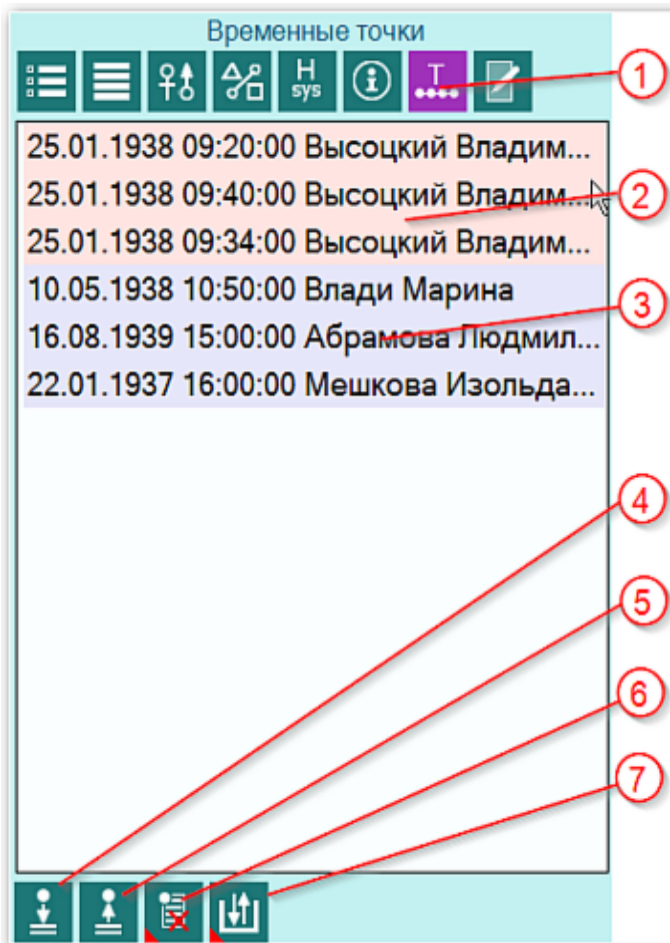 Временные точки
H
sys
T
1
25.01.1938 09:20:00 Высоцкий Владим...
25.01.1938 09:40:00 Высоцкий Владим...
2
25.01.1938 09:34:00 Высоцкий Владим...
10.05.1938 10:50:00 Влади Марина
3
16.08.1939 15:00:00 Абрамова Людмил...
22.01.1937 16:00:00 Мешкова Изольда...
4
5
6
7